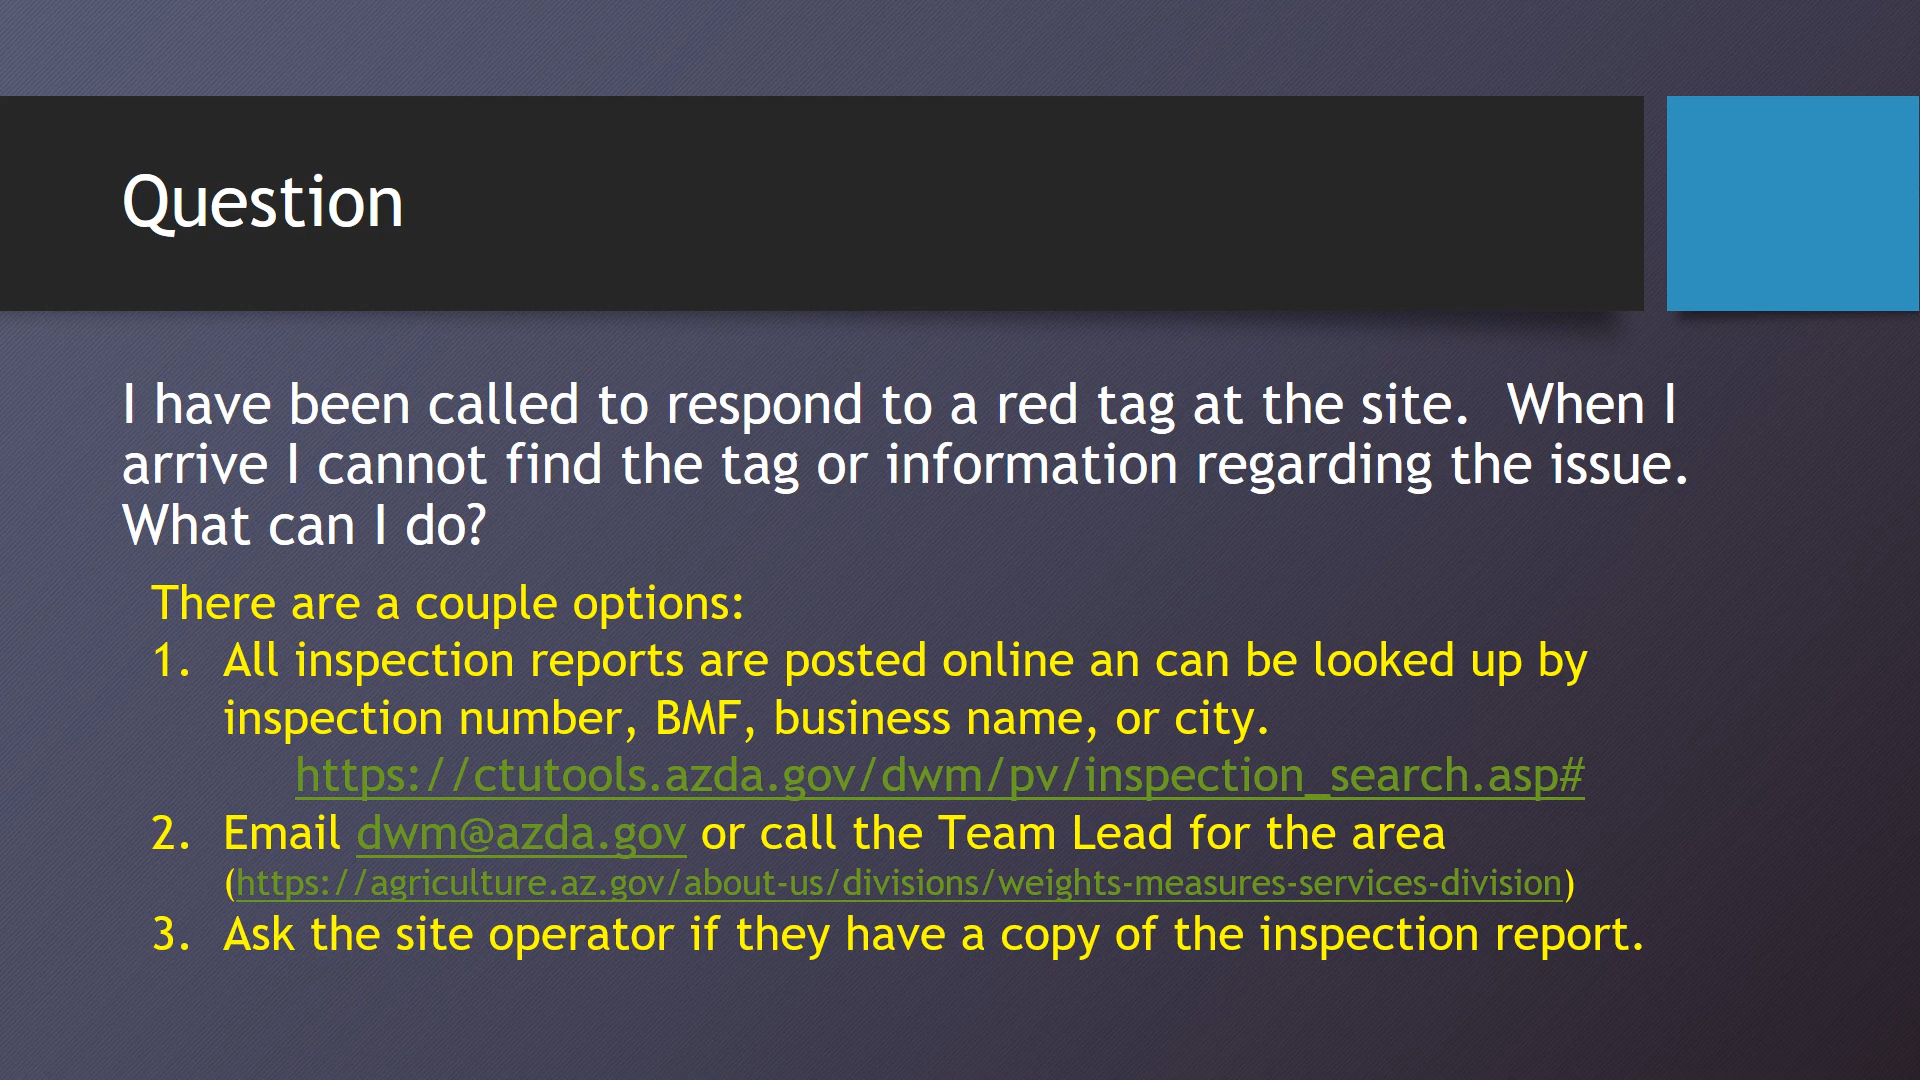 Question
I have been called to respond to a red tag at the site.  When I
arrive I cannot find the tag or information regarding the issue.
What can I do?
There are a couple options:
1. All inspection reports are posted online an can be looked up by
inspection number, BMF, business name, or city.
https://ctutools.azda.gov/dwm/pv/inspection_search.asp#
2. Email dwm@azda.gov or call the Team Lead for the area
(https://agriculture.az.gov/about-us/divisions/weights-measures-services-division)
3. Ask the site operator if they have a copy of the inspection report.